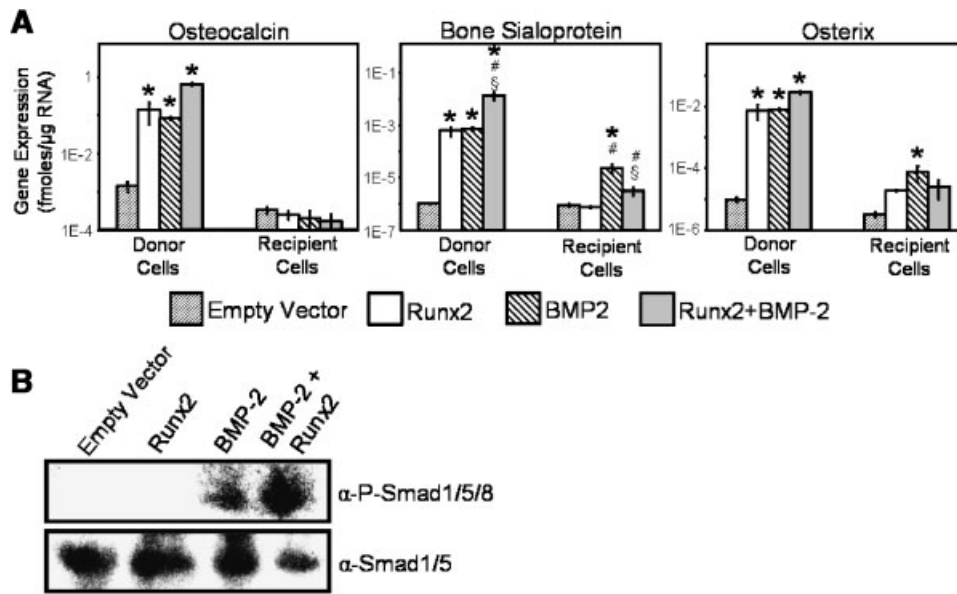 A
Osteocalcin
Bone Sialoprotein
Osterix
Gene Expression
(fmoles/μg RNA)
1
1E-2
1E-4
Donor
Cells
Recipient
Cells
*
*
*
1E-1
1E-3
1E-5
1E-7
Donor
Cells
Recipient
Cells
*
*
*
#
§
*
#
#
§
1E-2
1E-4
1E-6
Donor
Cells
Recipient
Cells
*
*
*
*
Empty Vector
Runx2
BMP2
Runx2+BMP-2
B
Empty Vector
Runx2
BMP-2
BMP-2 +
Runx2
α-P-Smad1/5/8
α-Smad1/5